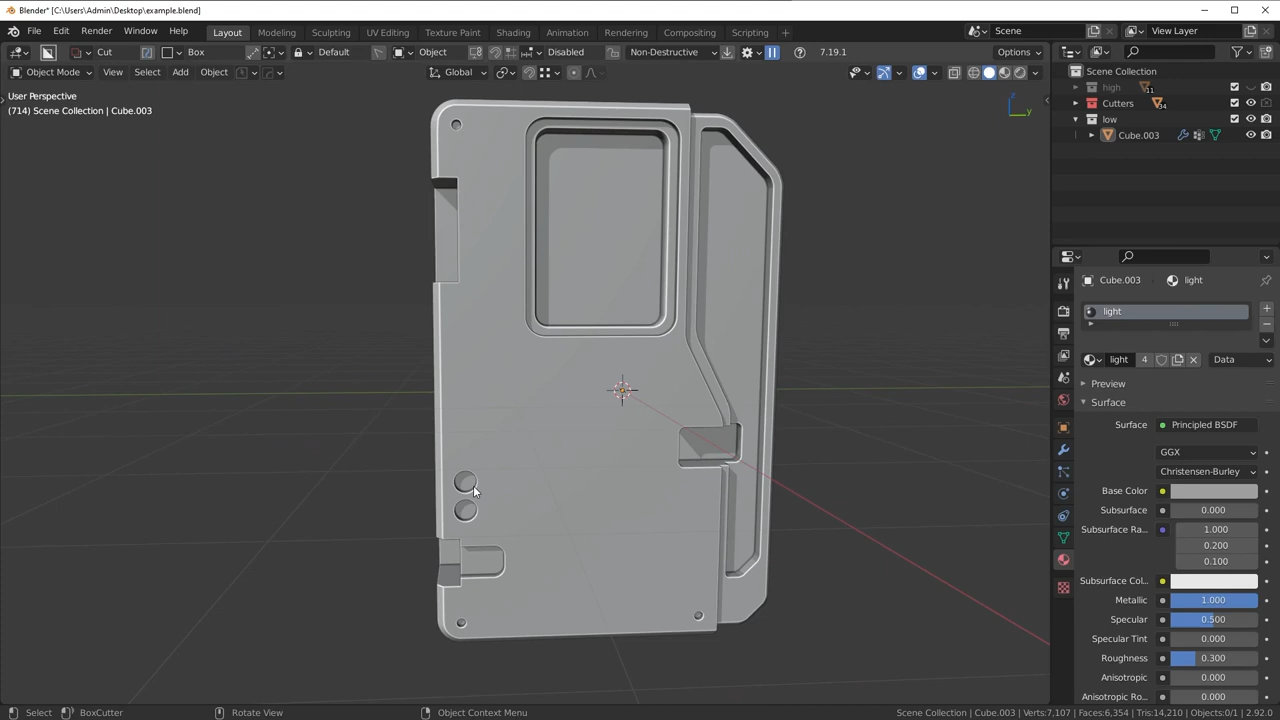 Blender* [C:\Users\Admin\Desktop\example.blend]
File Edit Render Window Help Layout Modeling Sculpting UV Editing Texture Paint Shading Animation Rendering Compositing Scripting + Scene View Layer
Cut Box Default Object Disabled Non-Destructive 7.19.1 Options
Object Mode View Select Add Object Global
User Perspective
(714) Scene Collection | Cube.003
Z
Y
Scene Collection
high 11
Cutters 34
low
Cube.003
Cube.003 light
light
light 4 Data
Preview
Surface
Surface Principled BSDF
GGX
Christensen-Burley
Base Color
Subsurface 0.000
Subsurface Ra... 1.000
0.200
0.100
Subsurface Col...
Metallic 1.000
Specular 0.500
Specular Tint 0.000
Roughness 0.300
Anisotropic 0.000
Anisotropic Ro... 0.000
Select BoxCutter Rotate View Object Context Menu Scene Collection | Cube.003 | Verts:7,107 | Faces:6,354 | Tris:14,210 | Objects:0/1 | 2.92.0